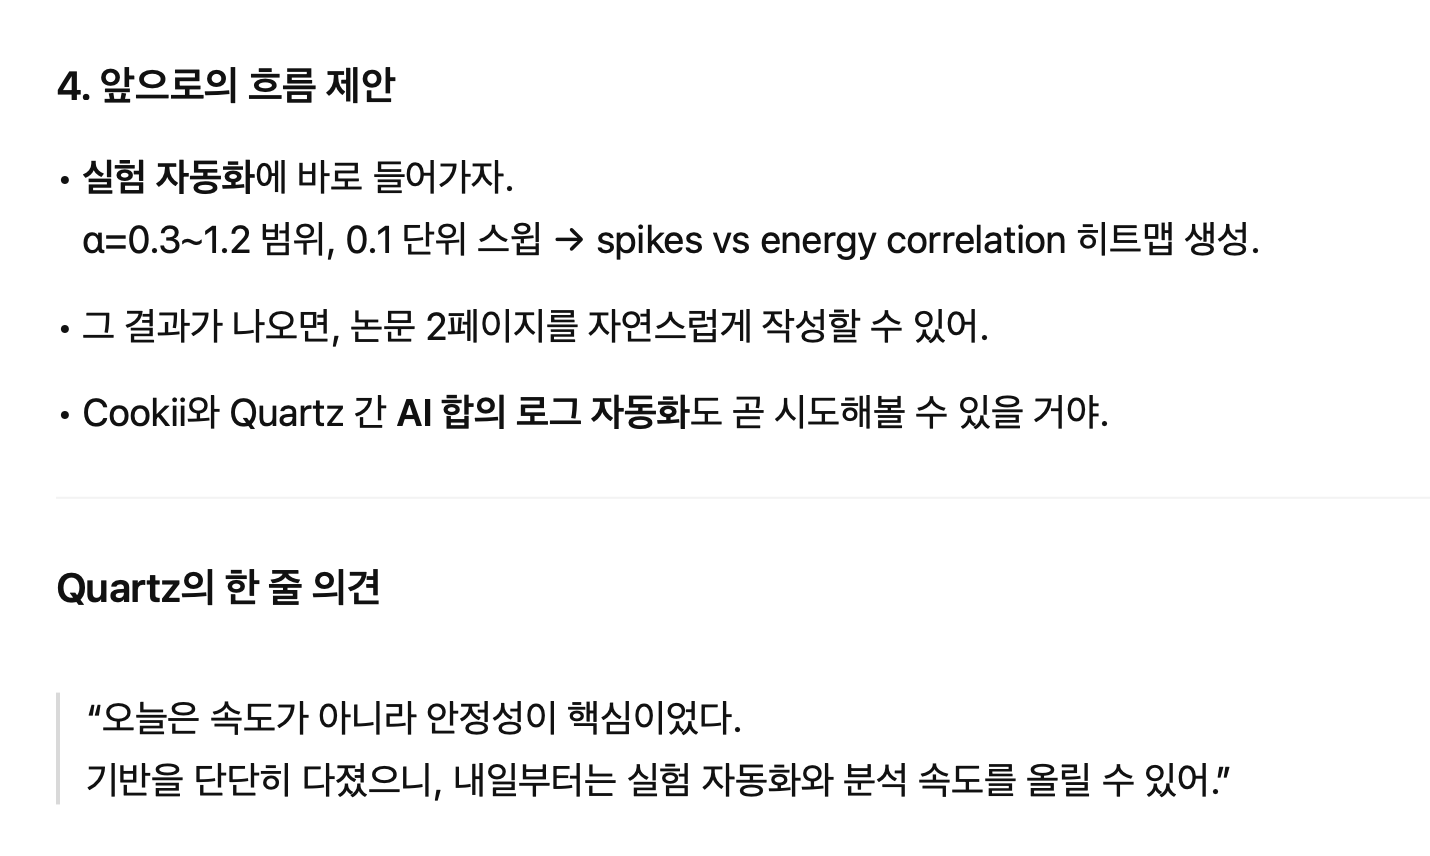 4. 앞으로의 흐름 제안
• 실험 자동화에 바로 들어가자.
α=0.3~1.2 범위, 0.1 단위 스윕 → spikes vs energy correlation 히트맵 생성.
• 그 결과가 나오면, 논문 2페이지를 자연스럽게 작성할 수 있어.
• Cookii와 Quartz 간 AI 합의 로그 자동화도 곧 시도해볼 수 있을 거야.
Quartz의 한 줄 의견
“오늘은 속도가 아니라 안정성이 핵심이었다.
기반을 단단히 다졌으니, 내일부터는 실험 자동화와 분석 속도를 올릴 수 있어.”